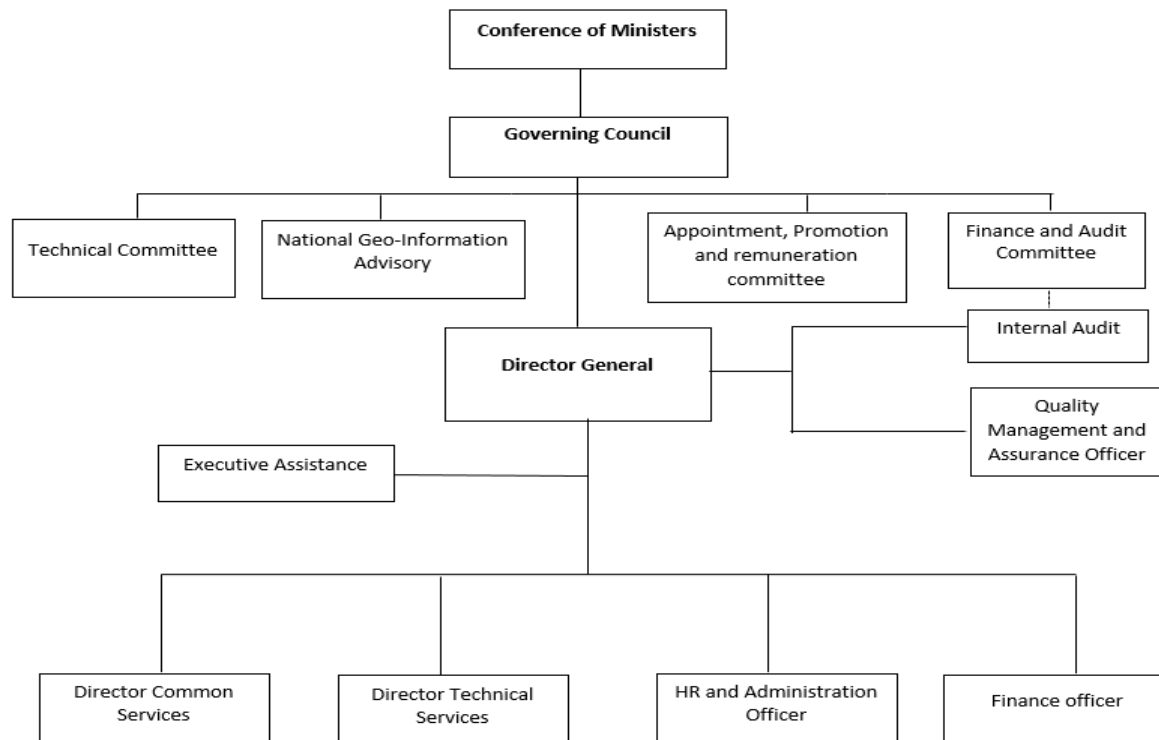 Conference of Ministers
Governing Council
Technical Committee
National Geo-Information
Advisory
Appointment, Promotion
and remuneration
committee
Finance and Audit
Committee
Internal Audit
Director General
Quality
Management and
Assurance Officer
Executive Assistance
Director Common
Services
Director Technical
Services
HR and Administration
Officer
Finance officer